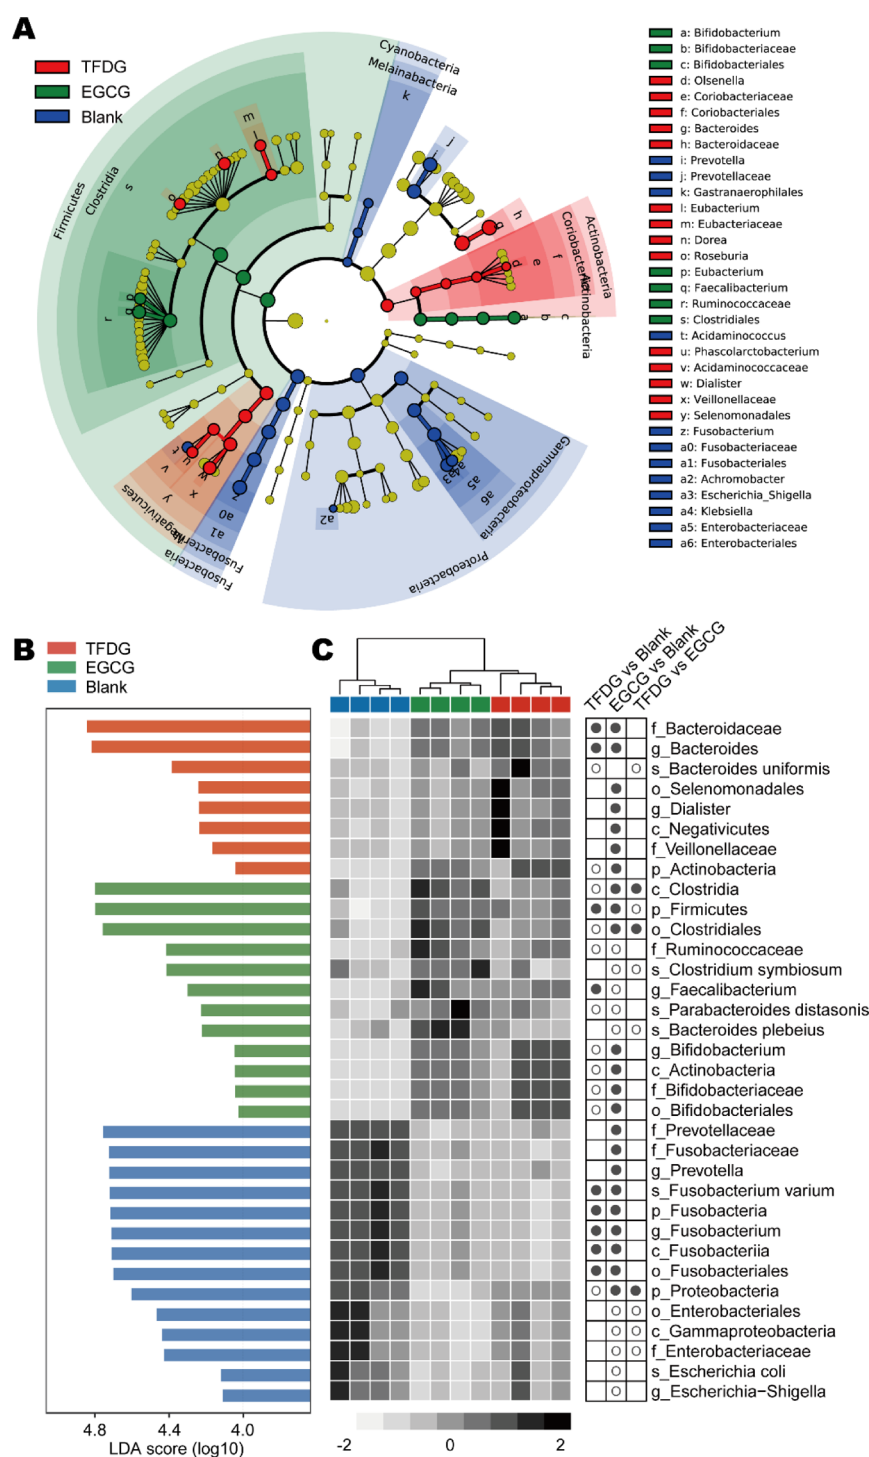 A
TFDG
EGCG
Blank
Cyanobacteria
Melainabacteria
k
j
i
h
g
Actinobacteria
Coriobacteriia
Actinobacteria
f
e
d
c
b
a
Firmicutes
Clostridia
s
m
l
n
o
r
p
q
t
u
v
w
x
y
Negativicutes
z
a0
a1
Fusobacteriia
Fusobacteria
a2
Proteobacteria
Gammaproteobacteria
a6
a5
a4
a3
a: Bifidobacterium
b: Bifidobacteriaceae
c: Bifidobacteriales
d: Olsenella
e: Coriobacteriaceae
f: Coriobacteriales
g: Bacteroides
h: Bacteroidaceae
i: Prevotella
j: Prevotellaceae
k: Gastranaerophilales
l: Eubacterium
m: Eubacteriaceae
n: Dorea
o: Roseburia
p: Eubacterium
q: Faecalibacterium
r: Ruminococcaceae
s: Clostridiales
t: Acidaminococcus
u: Phascolarctobacterium
v: Acidaminococcaceae
w: Dialister
x: Veillonellaceae
y: Selenomonadales
z: Fusobacterium
a0: Fusobacteriaceae
a1: Fusobacteriales
a2: Achromobacter
a3: Escherichia_Shigella
a4: Klebsiella
a5: Enterobacteriaceae
a6: Enterobacteriales
B
TFDG
EGCG
Blank
4.8 4.4 4.0
LDA score (log10)
C
TFDG vs Blank
EGCG vs Blank
TFDG vs EGCG
f_Bacteroidaceae
g_Bacteroides
s_Bacteroides uniformis
o_Selenomonadales
g_Dialister
c_Negativicutes
f_Veillonellaceae
p_Actinobacteria
c_Clostridia
p_Firmicutes
o_Clostridiales
f_Ruminococcaceae
s_Clostridium symbiosum
g_Faecalibacterium
s_Parabacteroides distasonis
s_Bacteroides plebeius
g_Bifidobacterium
c_Actinobacteria
f_Bifidobacteriaceae
o_Bifidobacteriales
f_Prevotellaceae
f_Fusobacteriaceae
g_Prevotella
s_Fusobacterium varium
p_Fusobacteria
g_Fusobacterium
c_Fusobacteriia
o_Fusobacteriales
p_Proteobacteria
o_Enterobacteriales
c_Gammaproteobacteria
f_Enterobacteriaceae
s_Escherichia coli
g_Escherichia−Shigella
-2 0 2